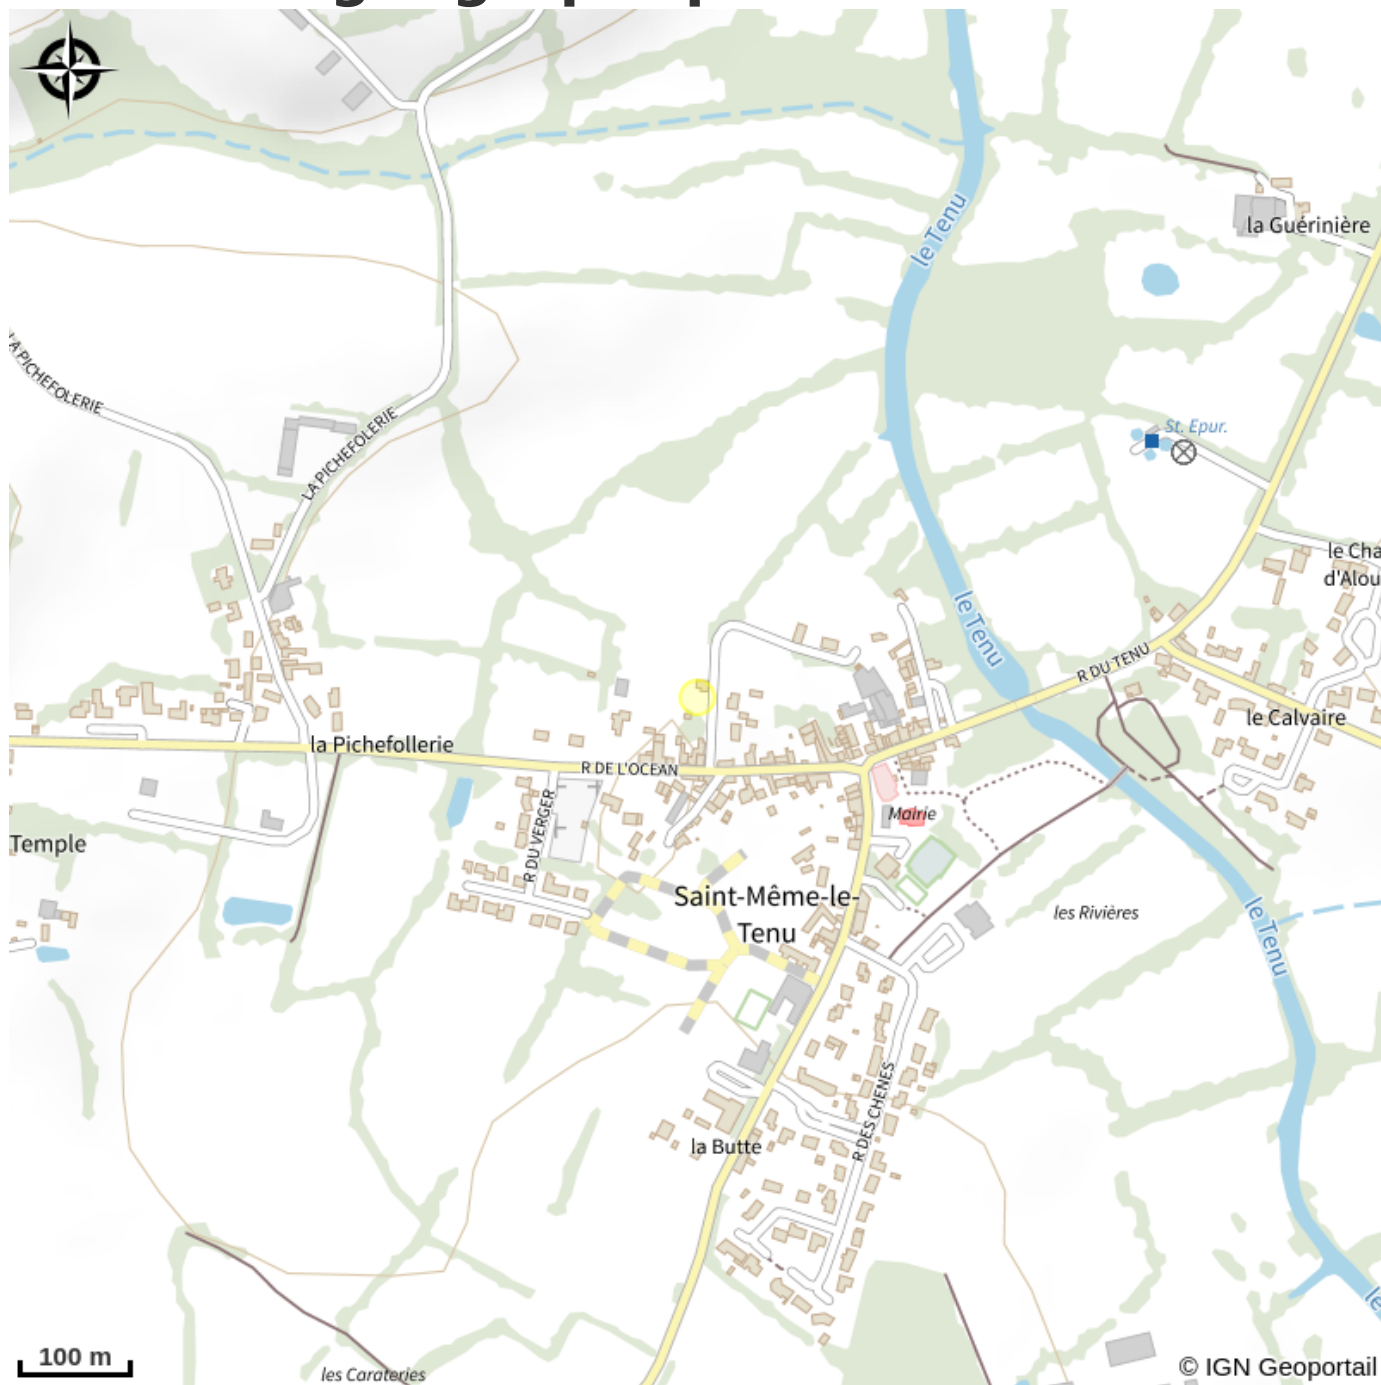 le Tenu
la Guérinière
LA PICHEFOLERIE
LA PICHEFOLERIE
St. Epur.
le Cha
d'Alou
le Tenu
R DU TENU
le Calvaire
la Pichefollerie
R DE L'OCEAN
R DU VERGER
Mairie
Temple
Saint-Même-le-
Tenu
les Rivières
le Tenu
R DES CHENES
la Butte
le
100 m
les Carateries
© IGN Geoportail